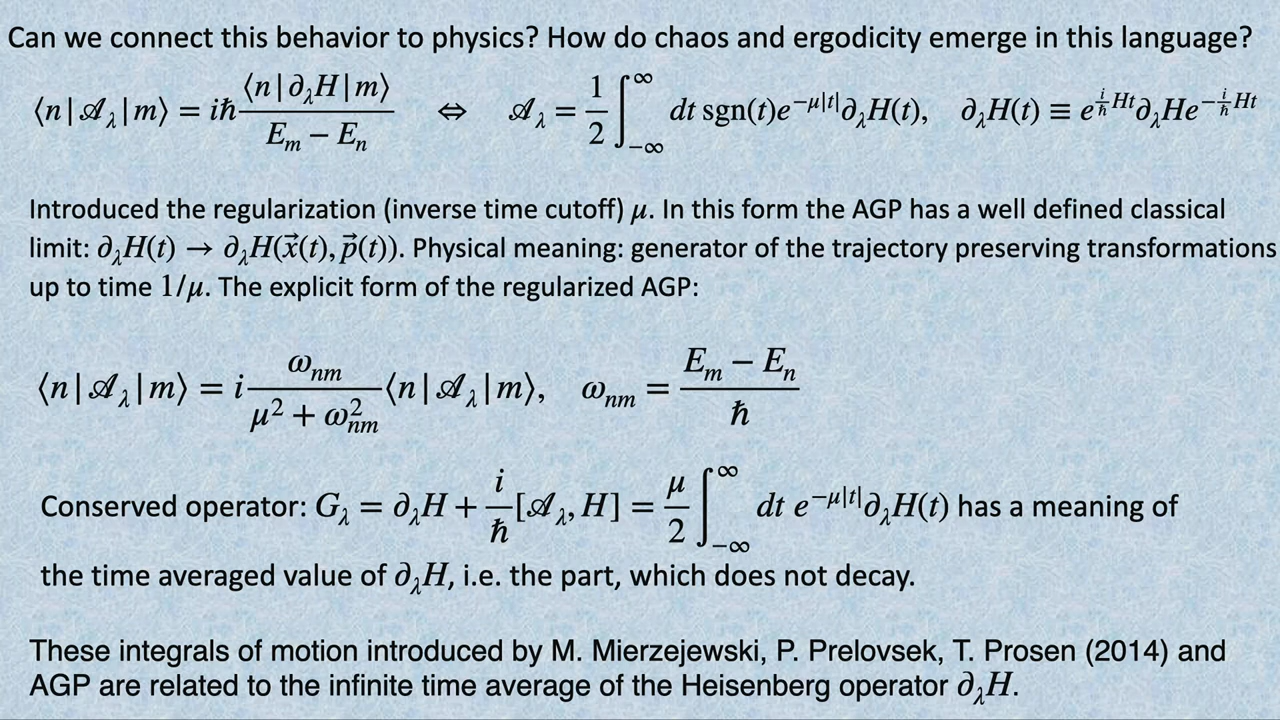 Can we connect this behavior to physics? How do chaos and ergodicity emerge in this language?
⟨n|𝒜_λ|m⟩ = iħ ⟨n|∂_λH|m⟩ / (E_m − E_n) ⇔ 𝒜_λ = 1/2 ∫_{−∞}^{∞} dt sgn(t)e^{−μ|t|}∂_λH(t), ∂_λH(t) ≡ e^{(i/ħ)Ht}∂_λHe^{−(i/ħ)Ht}
Introduced the regularization (inverse time cutoff) μ. In this form the AGP has a well defined classical
limit: ∂_λH(t) → ∂_λH(x⃗(t), p⃗(t)). Physical meaning: generator of the trajectory preserving transformations
up to time 1/μ. The explicit form of the regularized AGP:
⟨n|𝒜_λ|m⟩ = i ω_{nm} / (μ² + ω²_{nm}) ⟨n|𝒜_λ|m⟩, ω_{nm} = (E_m − E_n) / ħ
Conserved operator: G_λ = ∂_λH + (i/ħ)[𝒜_λ, H] = μ/2 ∫_{−∞}^{∞} dt e^{−μ|t|}∂_λH(t) has a meaning of
the time averaged value of ∂_λH, i.e. the part, which does not decay.
These integrals of motion introduced by M. Mierzejewski, P. Prelovsek, T. Prosen (2014) and
AGP are related to the infinite time average of the Heisenberg operator ∂_λH.